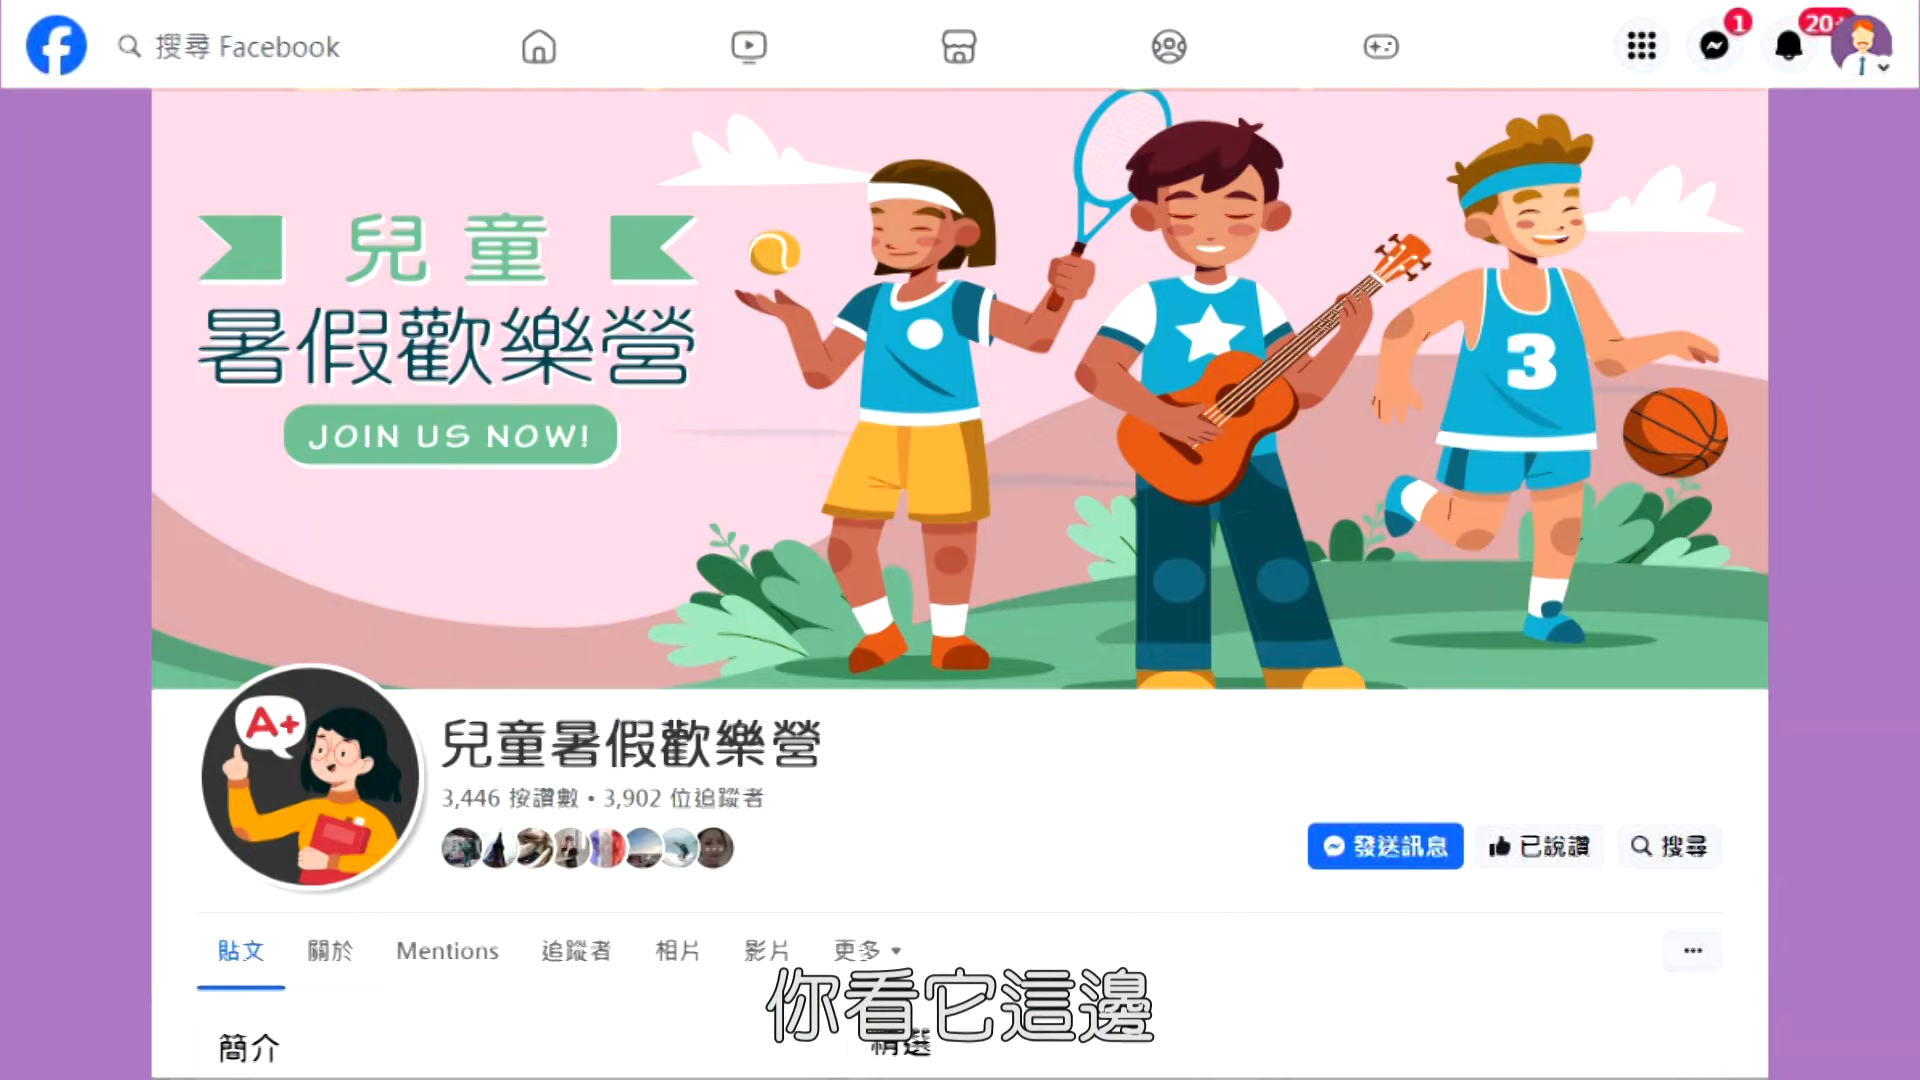 搜尋 Facebook
1
20+
兒童
暑假歡樂營
JOIN US NOW!
3
A+
兒童暑假歡樂營
3,446 按讚數 • 3,902 位追蹤者
發送訊息
已說讚
搜尋
貼文
關於
Mentions
追蹤者
相片
影片
更多
你看它這邊
簡介
精選